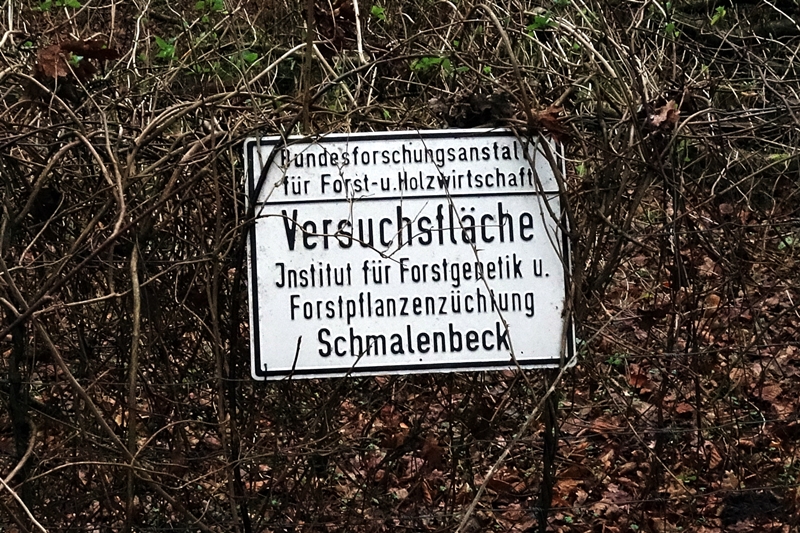 Bundesforschungsanstalt
für Forst-u.Holzwirtschaft
Versuchsfläche
Jnstitut für Forstgenetik u.
Forstpflanzenzüchtung
Schmalenbeck